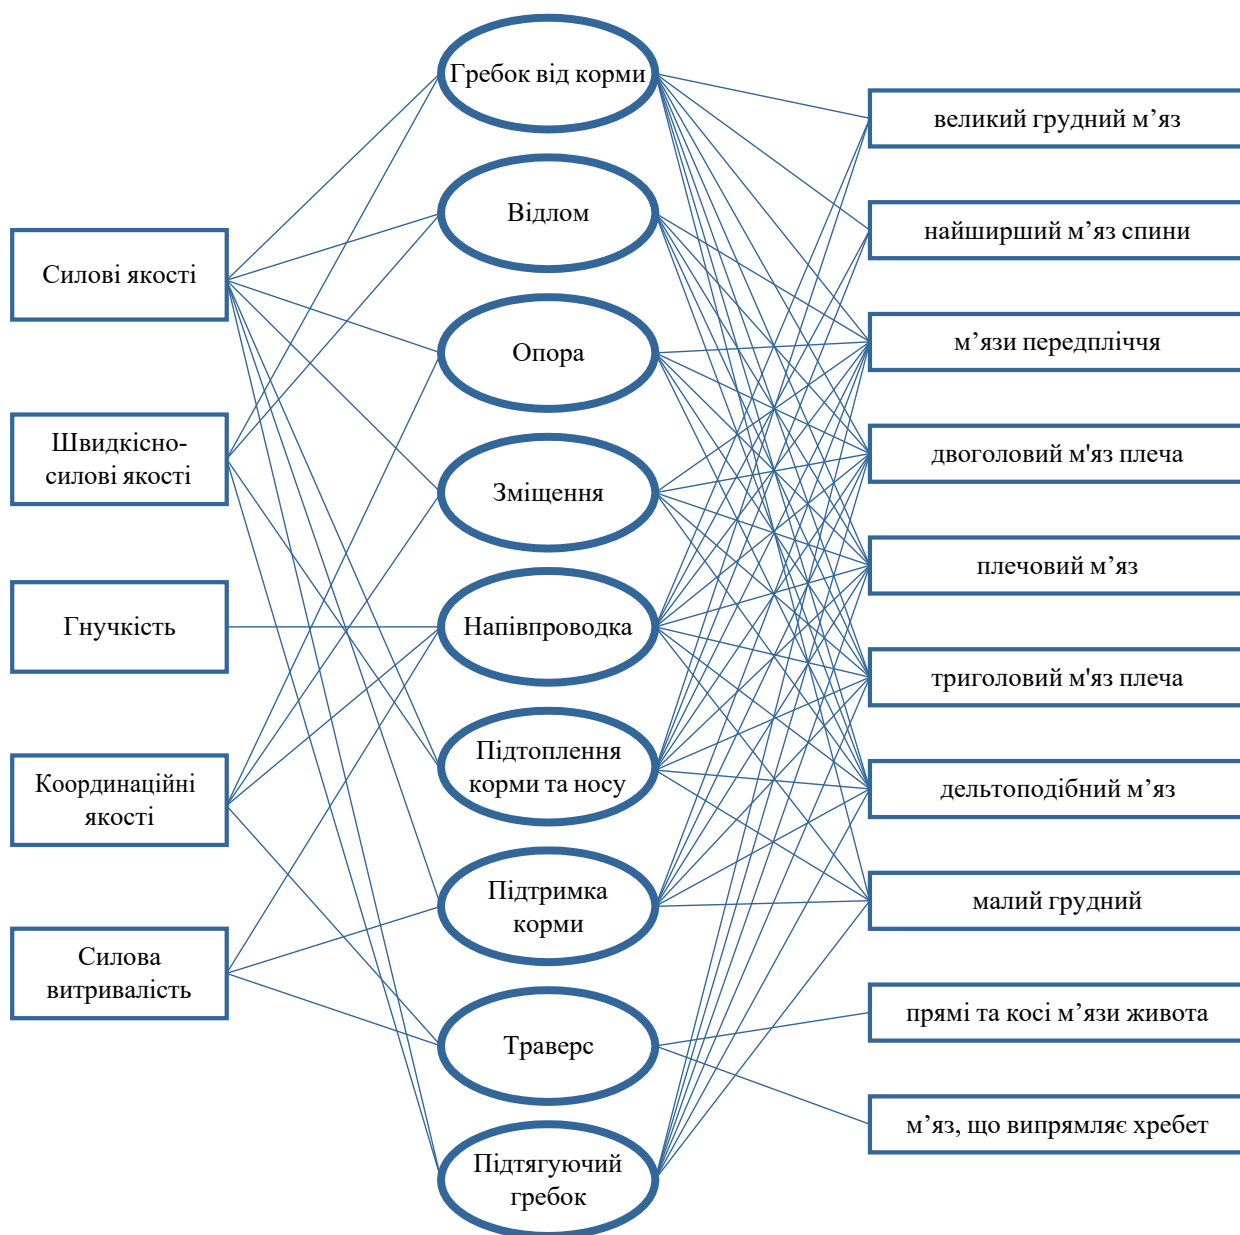 Силові якості
Швидкісно-
силові якості
Гнучкість
Координаційні
якості
Силова
витривалість
Гребок від корми
Відлом
Опора
Зміщення
Напівпроводка
Підтоплення
корми та носу
Підтримка
корми
Траверс
Підтягуючий
гребок
великий грудний м’яз
найширший м’яз спини
м’язи передпліччя
двоголовий м'яз плеча
плечовий м’яз
триголовий м'яз плеча
дельтоподібний м’яз
малий грудний
прямі та косі м’язи живота
м’яз, що випрямляє хребет